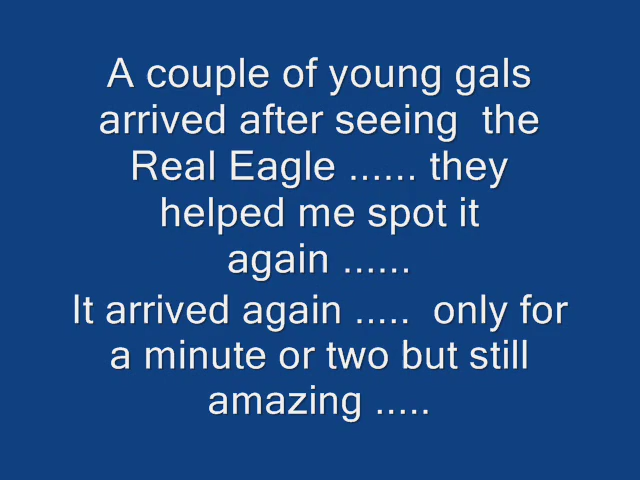 A couple of young gals
arrived after seeing  the
Real Eagle ...... they
helped me spot it
again ......
It arrived again .....  only for
a minute or two but still
amazing .....